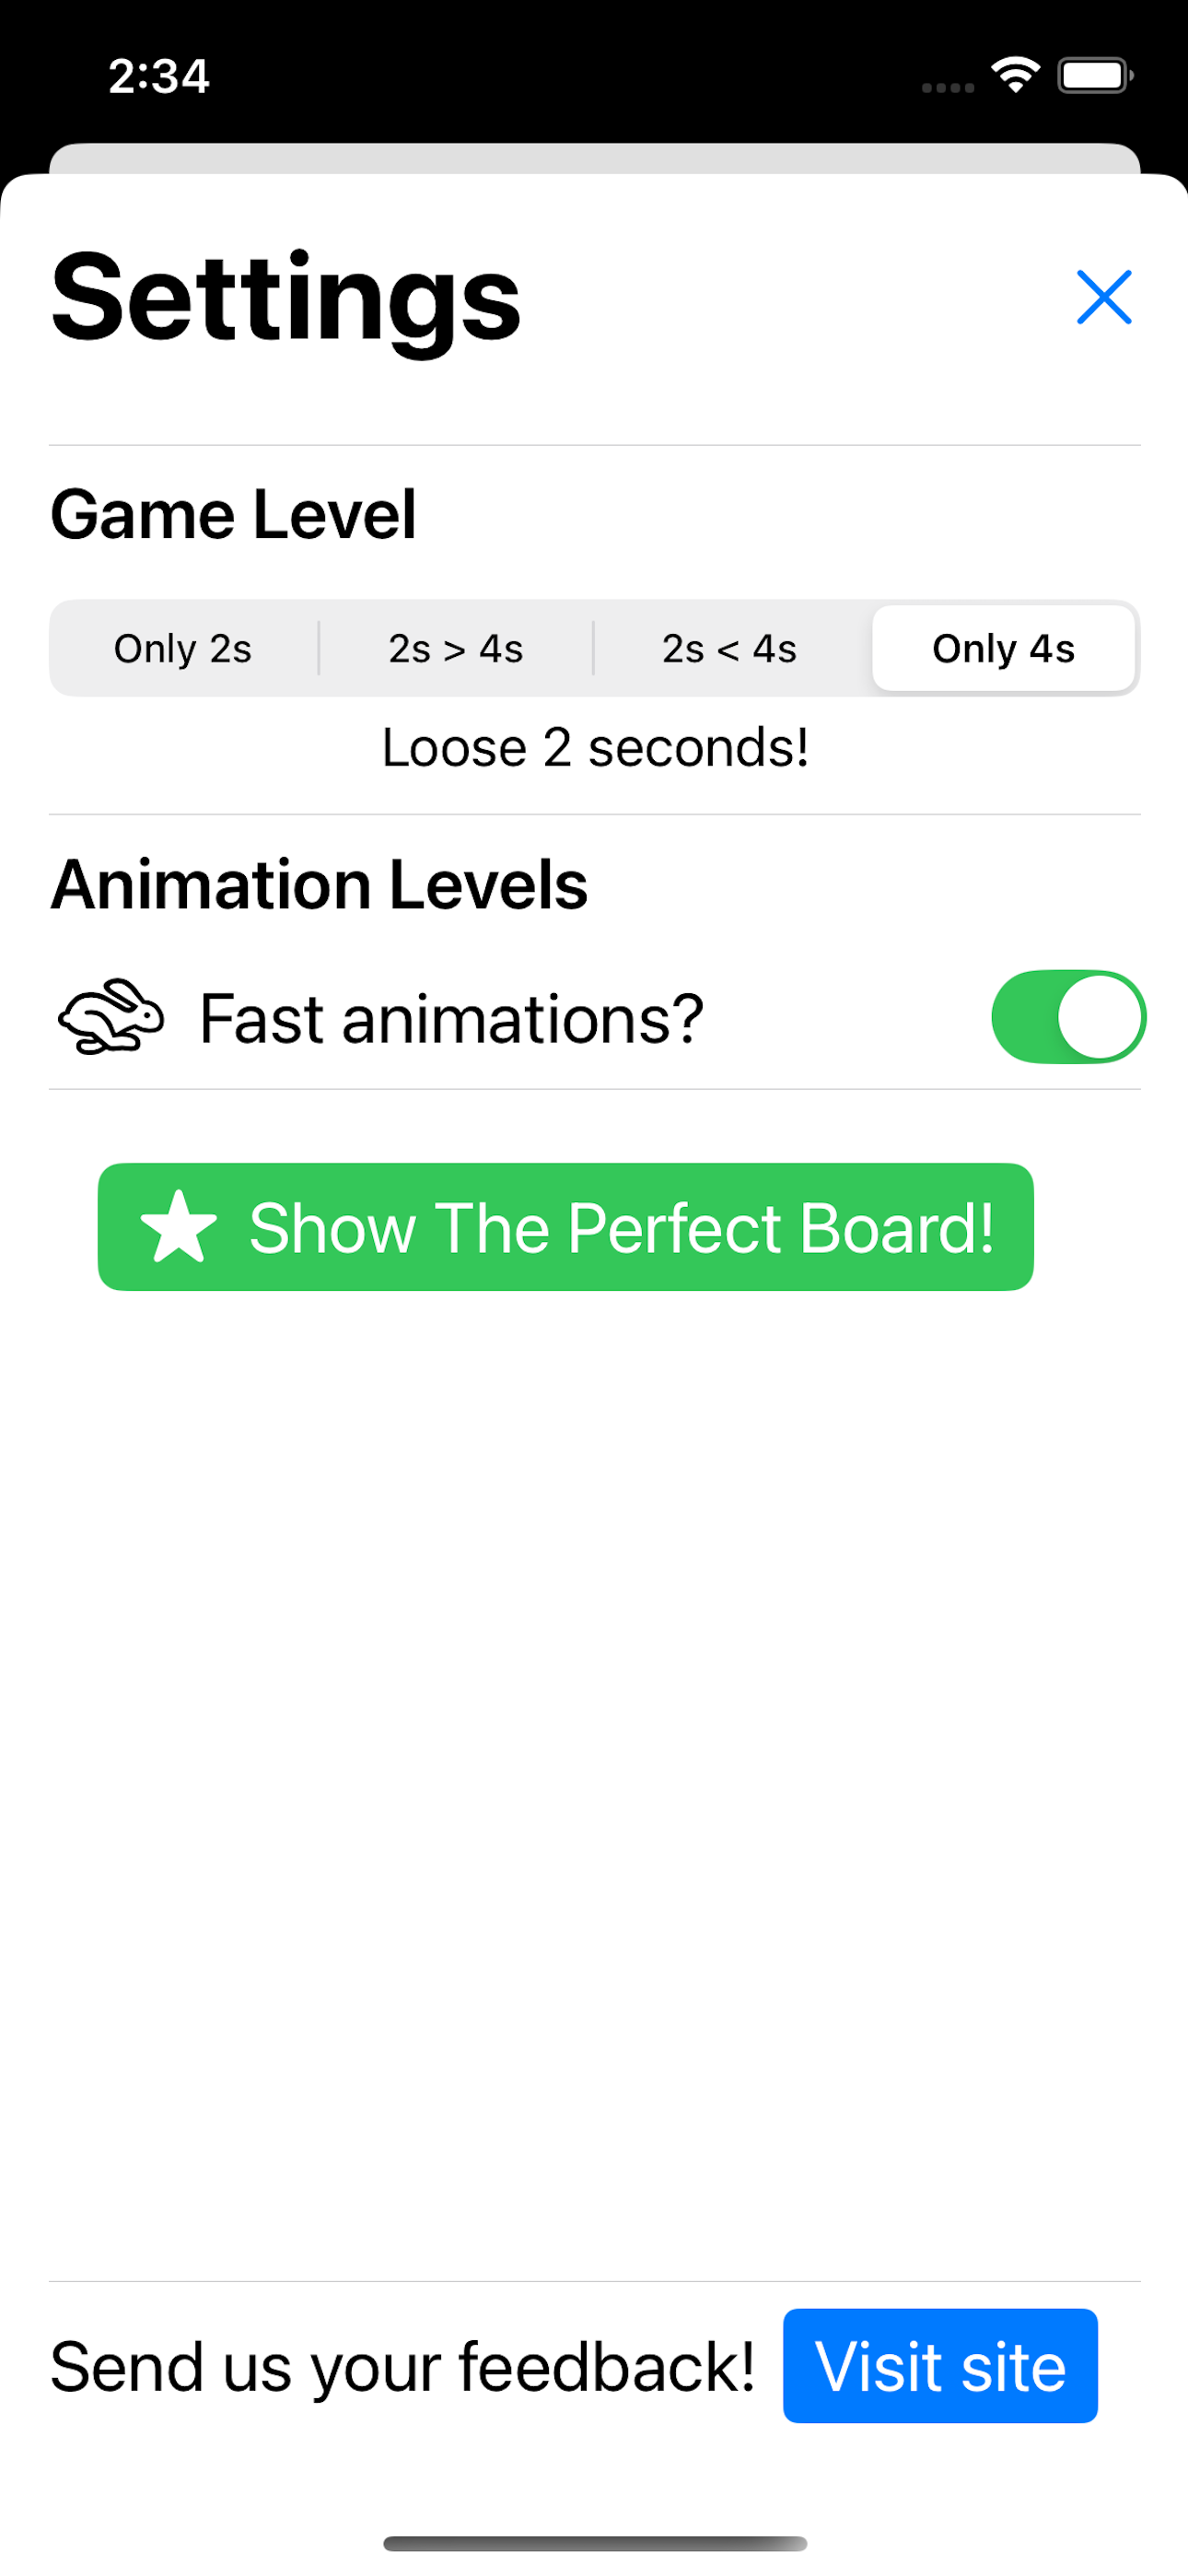 2:34
Settings
Game Level
Only 2s 2s > 4s 2s < 4s Only 4s
Loose 2 seconds!
Animation Levels
Fast animations?
Show The Perfect Board!
Send us your feedback! Visit site